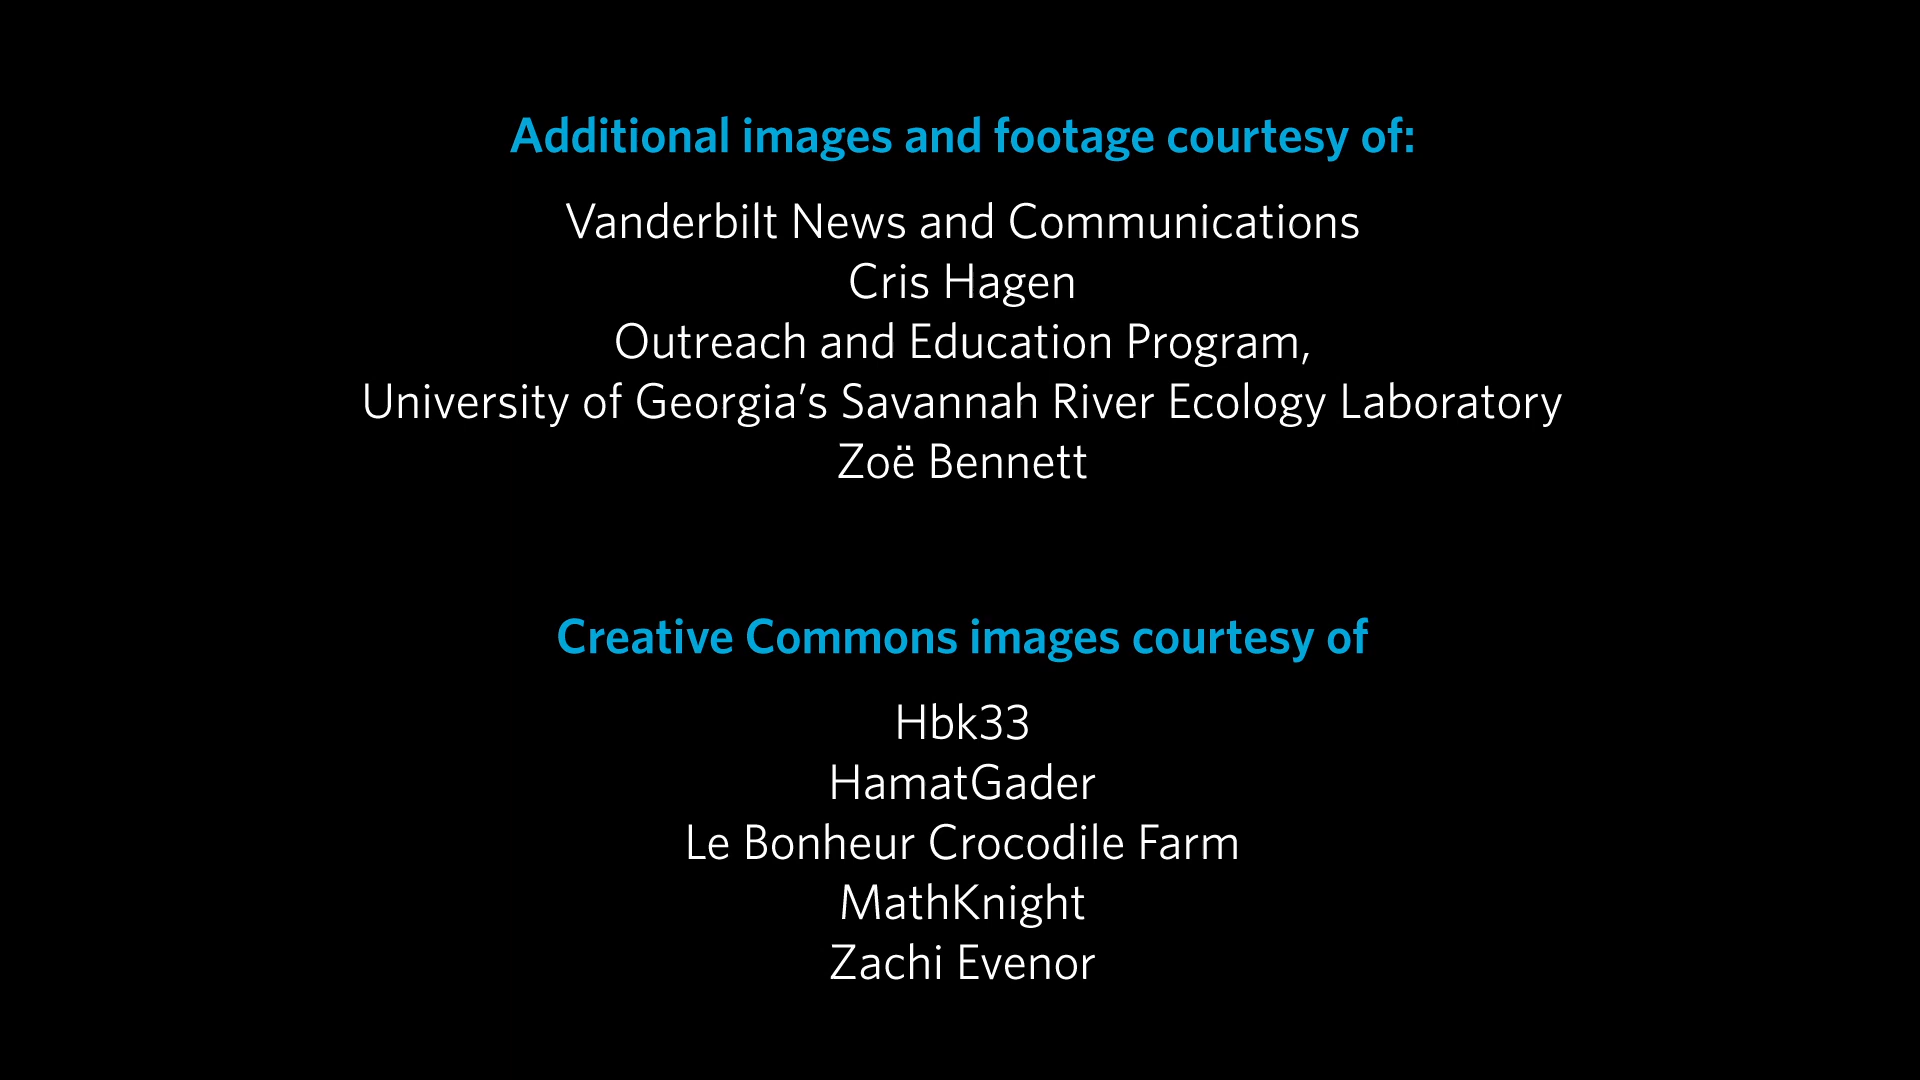 Additional images and footage courtesy of:
Vanderbilt News and Communications
Cris Hagen
Outreach and Education Program,
University of Georgia’s Savannah River Ecology Laboratory
Zoë Bennett
Creative Commons images courtesy of
Hbk33
HamatGader
Le Bonheur Crocodile Farm
MathKnight
Zachi Evenor